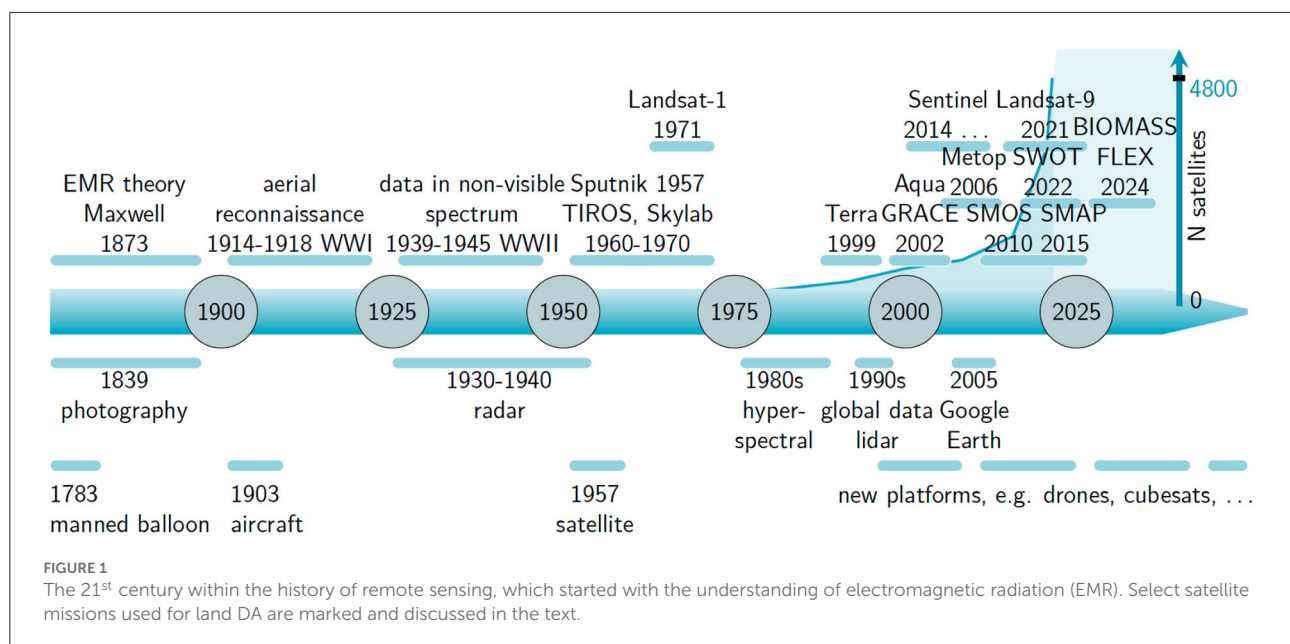 Landsat-1
1971
Sentinel Landsat-9
2014 ... 2021
BIOMASS
Metop SWOT FLEX
2006 2022 2024
4800
N satellites
0
EMR theory
Maxwell
1873
aerial
reconnaissance
1914-1918 WWI
data in non-visible
spectrum
1939-1945 WWII
Sputnik 1957
TIROS, Skylab
1960-1970
Terra
1999
Aqua
GRACE
2002
SMOS
2010
SMAP
2015
1900
1925
1950
1975
2000
2025
1839
photography
1930-1940
radar
1980s
hyper-
spectral
1990s
global data
lidar
2005
Google
Earth
1783
manned balloon
1903
aircraft
1957
satellite
new platforms, e.g. drones, cubesats, ...
FIGURE 1
The 21st century within the history of remote sensing, which started with the understanding of electromagnetic radiation (EMR). Select satellite
missions used for land DA are marked and discussed in the text.